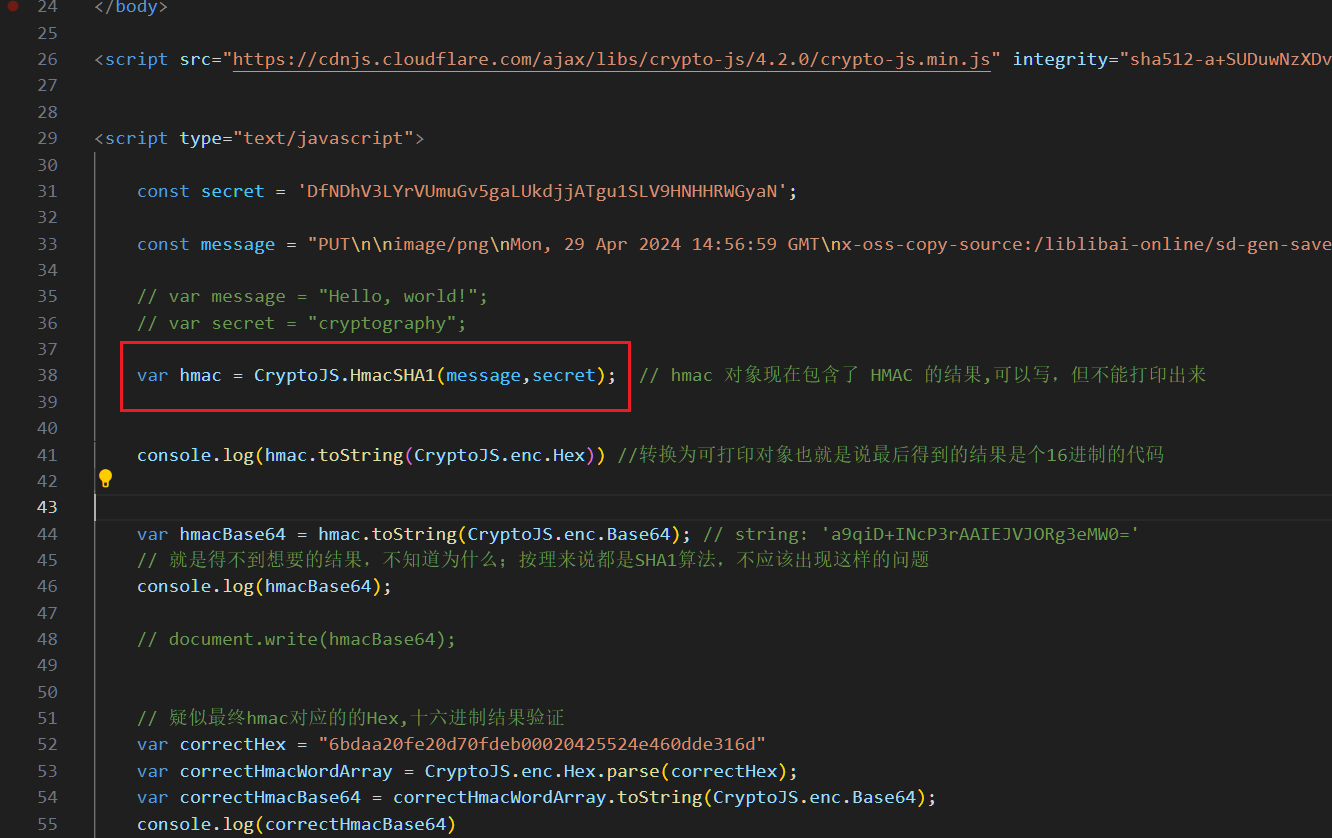 24 </body>
25
26 <script src="https://cdnjs.cloudflare.com/ajax/libs/crypto-js/4.2.0/crypto-js.min.js" integrity="sha512-a+SUDuwNzXDv
27
28
29 <script type="text/javascript">
30
31 const secret = 'DfNDhV3LYrVUmuGv5gaLUkdjjATgu1SLV9HNHHRWGyaN';
32
33 const message = "PUT\n\nimage/png\nMon, 29 Apr 2024 14:56:59 GMT\nx-oss-copy-source:/liblibai-online/sd-gen-save
34
35 // var message = "Hello, world!";
36 // var secret = "cryptography";
37
38 var hmac = CryptoJS.HmacSHA1(message,secret); // hmac 对象现在包含了 HMAC 的结果,可以写，但不能打印出来
39
40
41 console.log(hmac.toString(CryptoJS.enc.Hex)) //转换为可打印对象也就是说最后得到的结果是个16进制的代码
42
43
44 var hmacBase64 = hmac.toString(CryptoJS.enc.Base64); // string: 'a9qiD+INcP3rAAIEJVJORg3eMW0='
45 // 就是得不到想要的结果，不知道为什么；按理来说都是SHA1算法，不应该出现这样的问题
46 console.log(hmacBase64);
47
48 // document.write(hmacBase64);
49
50
51 // 疑似最终hmac对应的的Hex,十六进制结果验证
52 var correctHex = "6bdaa20fe20d70fdeb00020425524e460dde316d"
53 var correctHmacWordArray = CryptoJS.enc.Hex.parse(correctHex);
54 var correctHmacBase64 = correctHmacWordArray.toString(CryptoJS.enc.Base64);
55 console.log(correctHmacBase64)